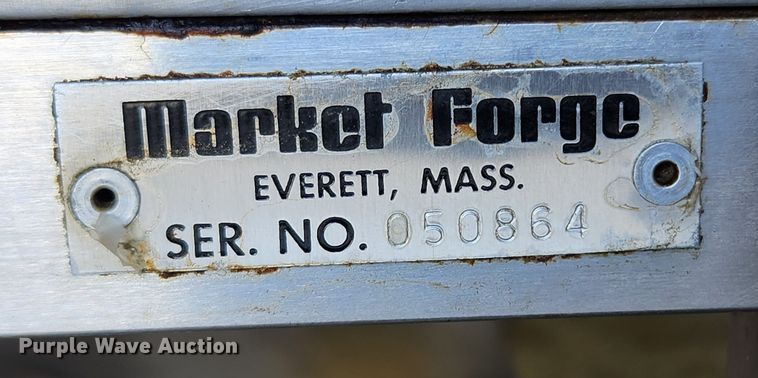 Market Forge
EVERETT, MASS.
SER. NO. 050864
Purple Wave Auction